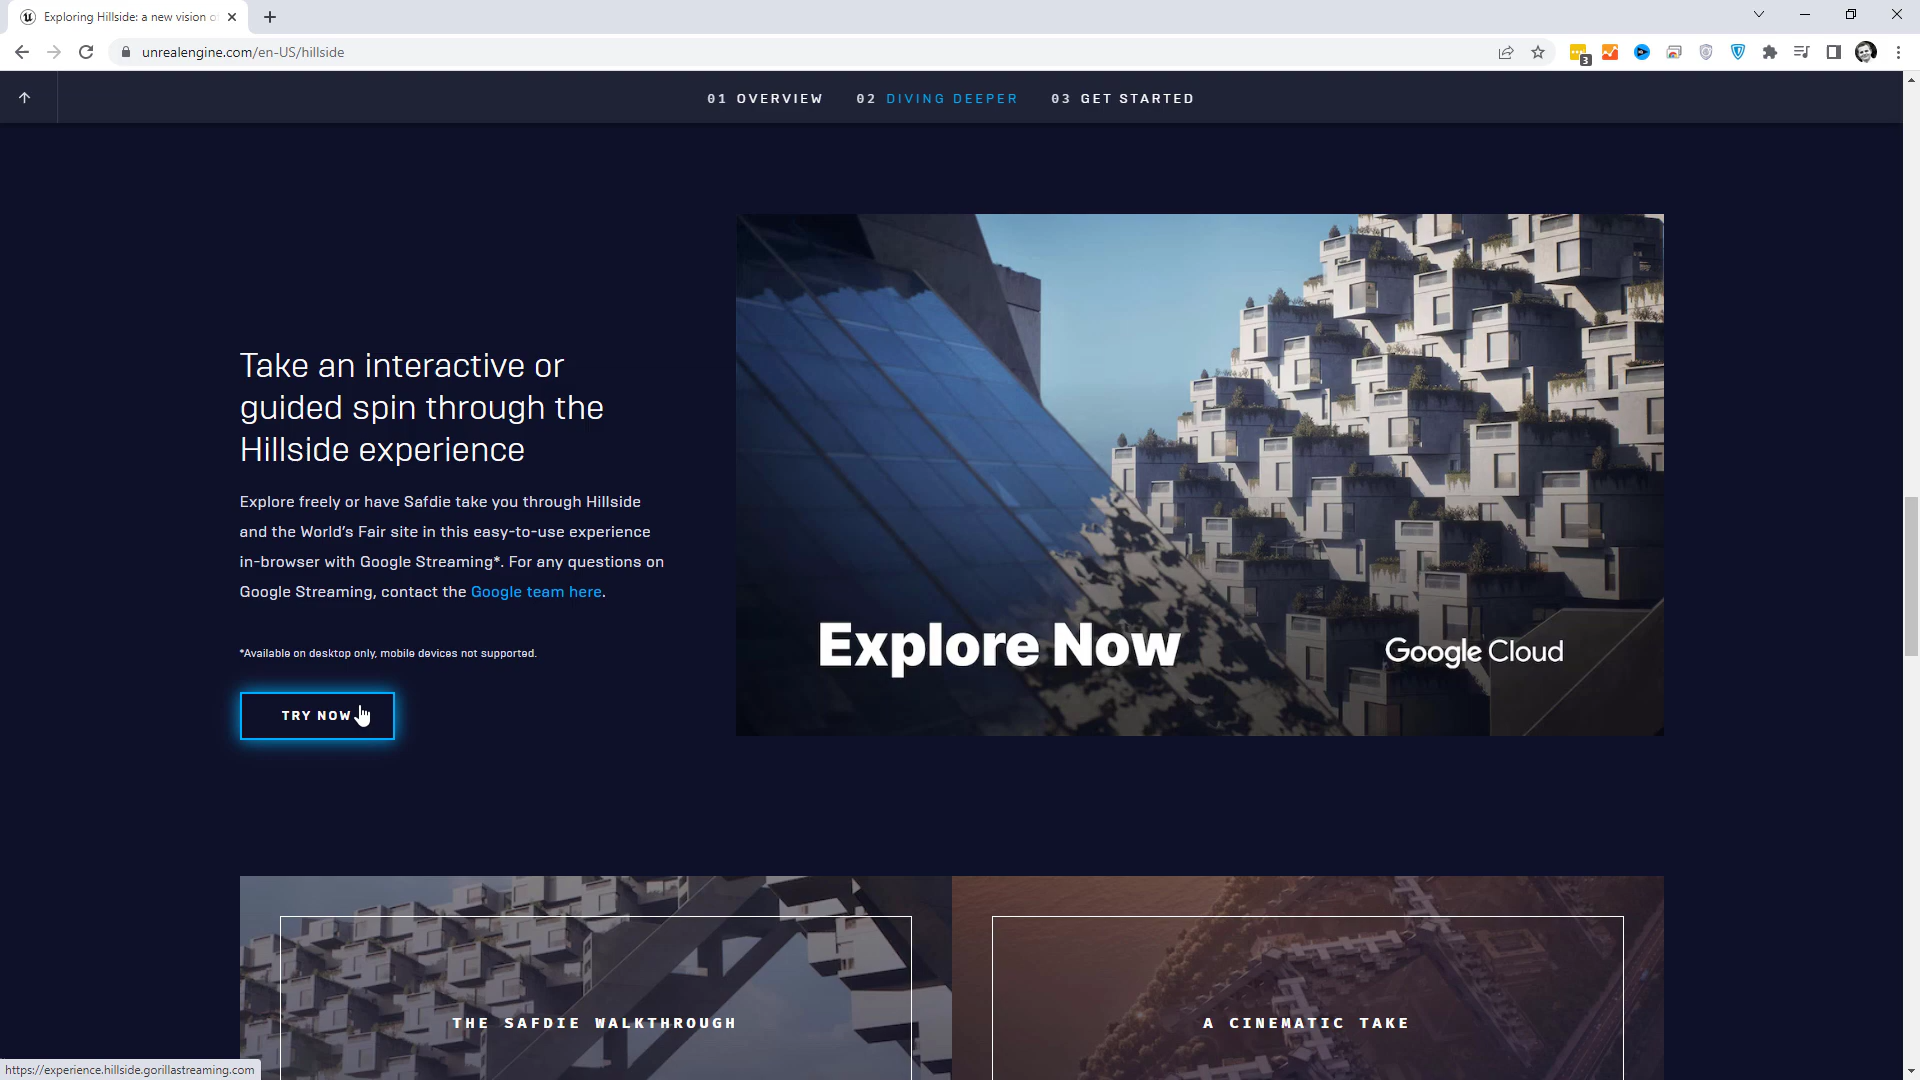 Exploring Hillside: a new vision o
unrealengine.com/en-US/hillside
3
01 OVERVIEW
02 DIVING DEEPER
03 GET STARTED
Take an interactive or
guided spin through the
Hillside experience
Explore freely or have Safdie take you through Hillside
and the World's Fair site in this easy-to-use experience
in-browser with Google Streaming*. For any questions on
Google Streaming, contact the Google team here.
*Available on desktop only, mobile devices not supported.
TRY NOW
Explore Now
Google Cloud
THE SAFDIE WALKTHROUGH
A CINEMATIC TAKE
https://experience.hillside.gorillastreaming.com